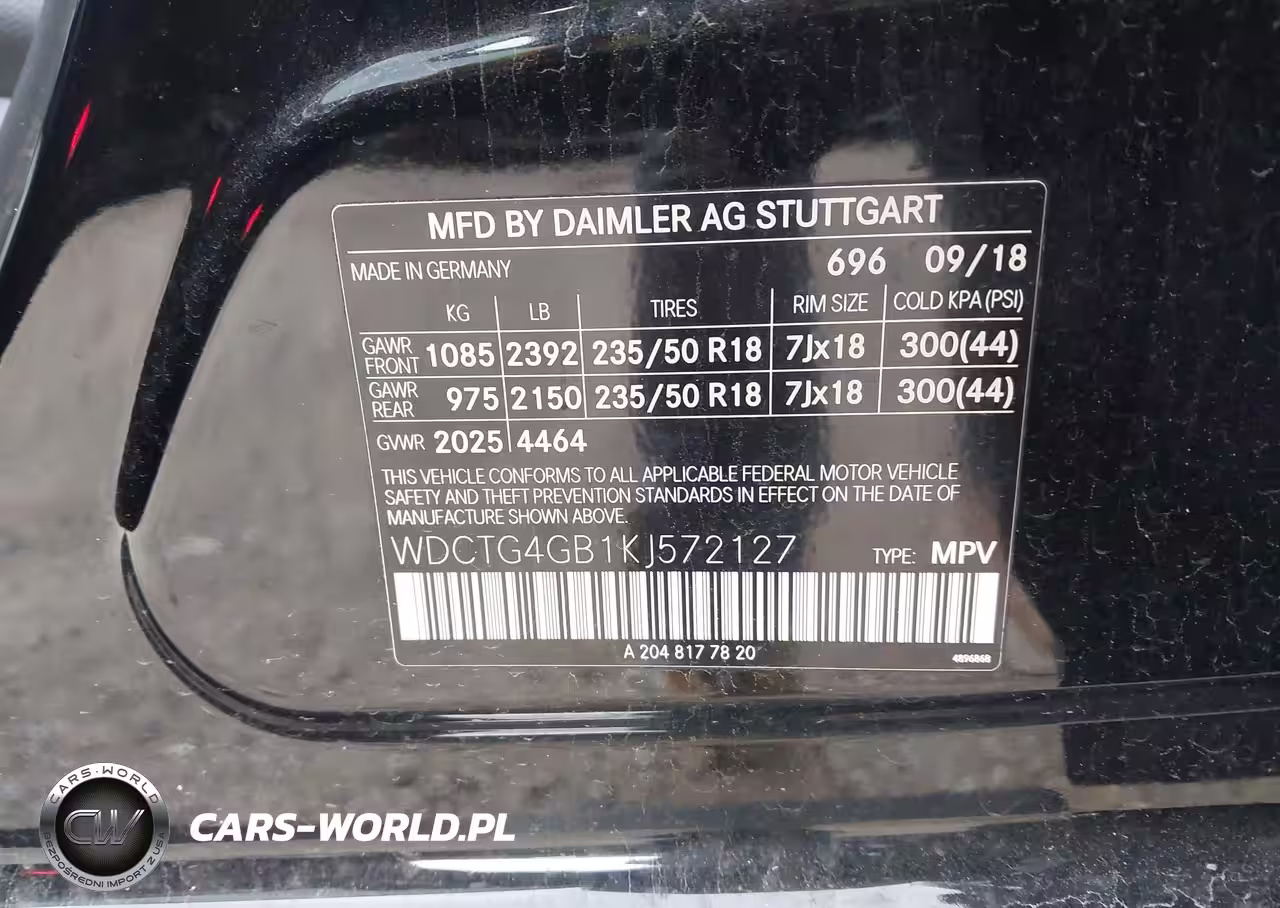 MFD BY DAIMLER AG STUTTGART
MADE IN GERMANY 696 09/18
KG LB TIRES RIM SIZE COLD KPA (PSI)
GAWR FRONT 1085 2392 235/50 R18 7Jx18 300(44)
GAWR REAR 975 2150 235/50 R18 7Jx18 300(44)
GVWR 2025 4464
THIS VEHICLE CONFORMS TO ALL APPLICABLE FEDERAL MOTOR VEHICLE
SAFETY AND THEFT PREVENTION STANDARDS IN EFFECT ON THE DATE OF
MANUFACTURE SHOWN ABOVE.
WDCTG4GB1KJ572127 TYPE: MPV
A 204 817 78 20
4896868
CARS-WORLD
CW
BEZPOŚREDNI IMPORT Z USA
CARS-WORLD.PL